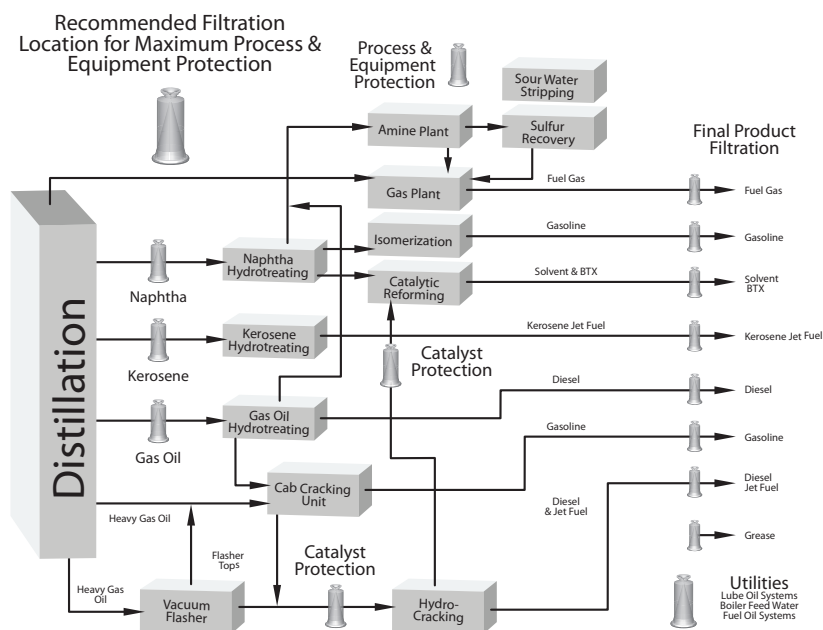 Recommended Filtration
Location for Maximum Process &
Equipment Protection
Process &
Equipment
Protection
Sour Water
Stripping
Amine Plant
Sulfur
Recovery
Final Product
Filtration
Gas Plant
Fuel Gas
Fuel Gas
Isomerization
Gasoline
Gasoline
Naphtha
Naphtha
Hydrotreating
Catalytic
Reforming
Solvent & BTX
Solvent
BTX
Kerosene
Kerosene
Hydrotreating
Kerosene Jet Fuel
Kerosene Jet Fuel
Catalyst
Protection
Distillation
Gas Oil
Gas Oil
Hydrotreating
Diesel
Diesel
Gasoline
Gasoline
Cab Cracking
Unit
Heavy Gas Oil
Diesel
& Jet Fuel
Diesel
Jet Fuel
Flasher
Tops
Catalyst
Protection
Grease
Heavy Gas
Oil
Vacuum
Flasher
Hydro-
Cracking
Utilities
Lube Oil Systems
Boiler Feed Water
Fuel Oil Systems